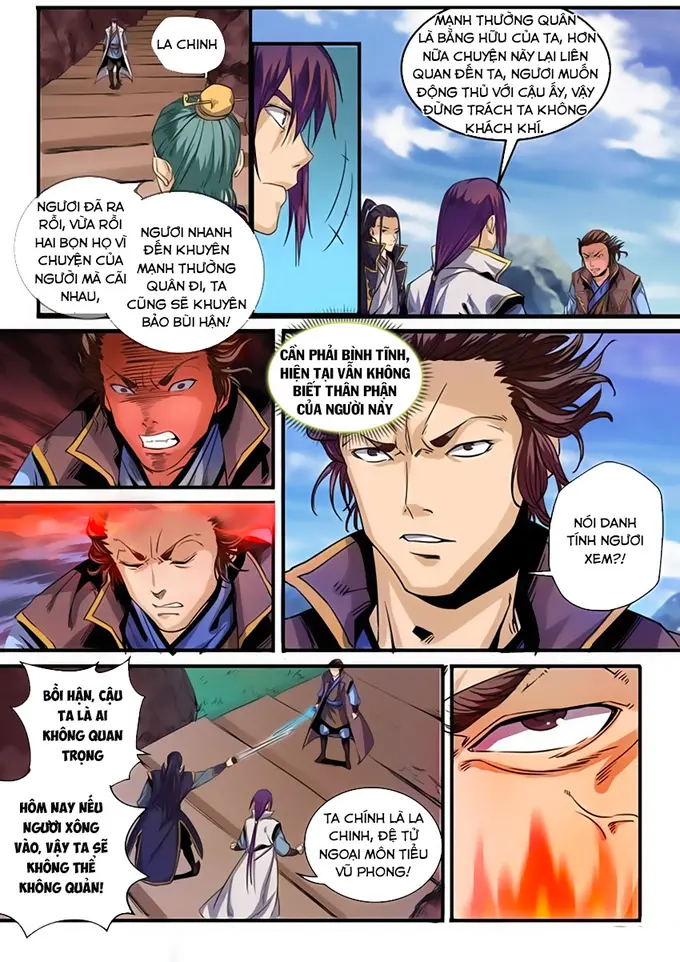 LA CHINH
NGƯƠI ĐÃ RA
RỒI, VỪA RỒI
HAI BỌN HỌ VÌ
CHUYỆN CỦA
NGƯỜI MÀ CÃI
NHAU,
NGƯƠI NHANH
ĐẾN KHUYÊN
MẠNH THƯỜNG
QUÂN ĐI, TA
CŨNG SẼ KHUYÊN
BẢO BÙI HẬN!
MẠNH THƯỜNG QUÂN
LÀ BẰNG HỮU CỦA TA, HƠN
NỮA CHUYỆN NÀY LẠI LIÊN
QUAN ĐẾN TA, NGƯƠI MUỐN
ĐỘNG THỦ VỚI CẬU ẤY, VẬY
ĐỪNG TRÁCH TA KHÔNG
KHÁCH KHÍ.
CẦN PHẢI BÌNH TĨNH,
HIỆN TẠI VẪN KHÔNG
BIẾT THÂN PHẬN
CỦA NGƯỜI NÀY
NÓI DANH
TÍNH NGƯƠI
XEM?!
BỒI HẬN, CẬU
TA LÀ AI
KHÔNG QUAN
TRỌNG
HÔM NAY NẾU
NGƯƠI XÔNG
VÀO, VẬY TA SẼ
KHÔNG THỂ
KHÔNG QUẢN!
TA CHÍNH LÀ LA
CHINH, ĐỆ TỬ
NGOẠI MÔN TIỂU
VŨ PHONG!